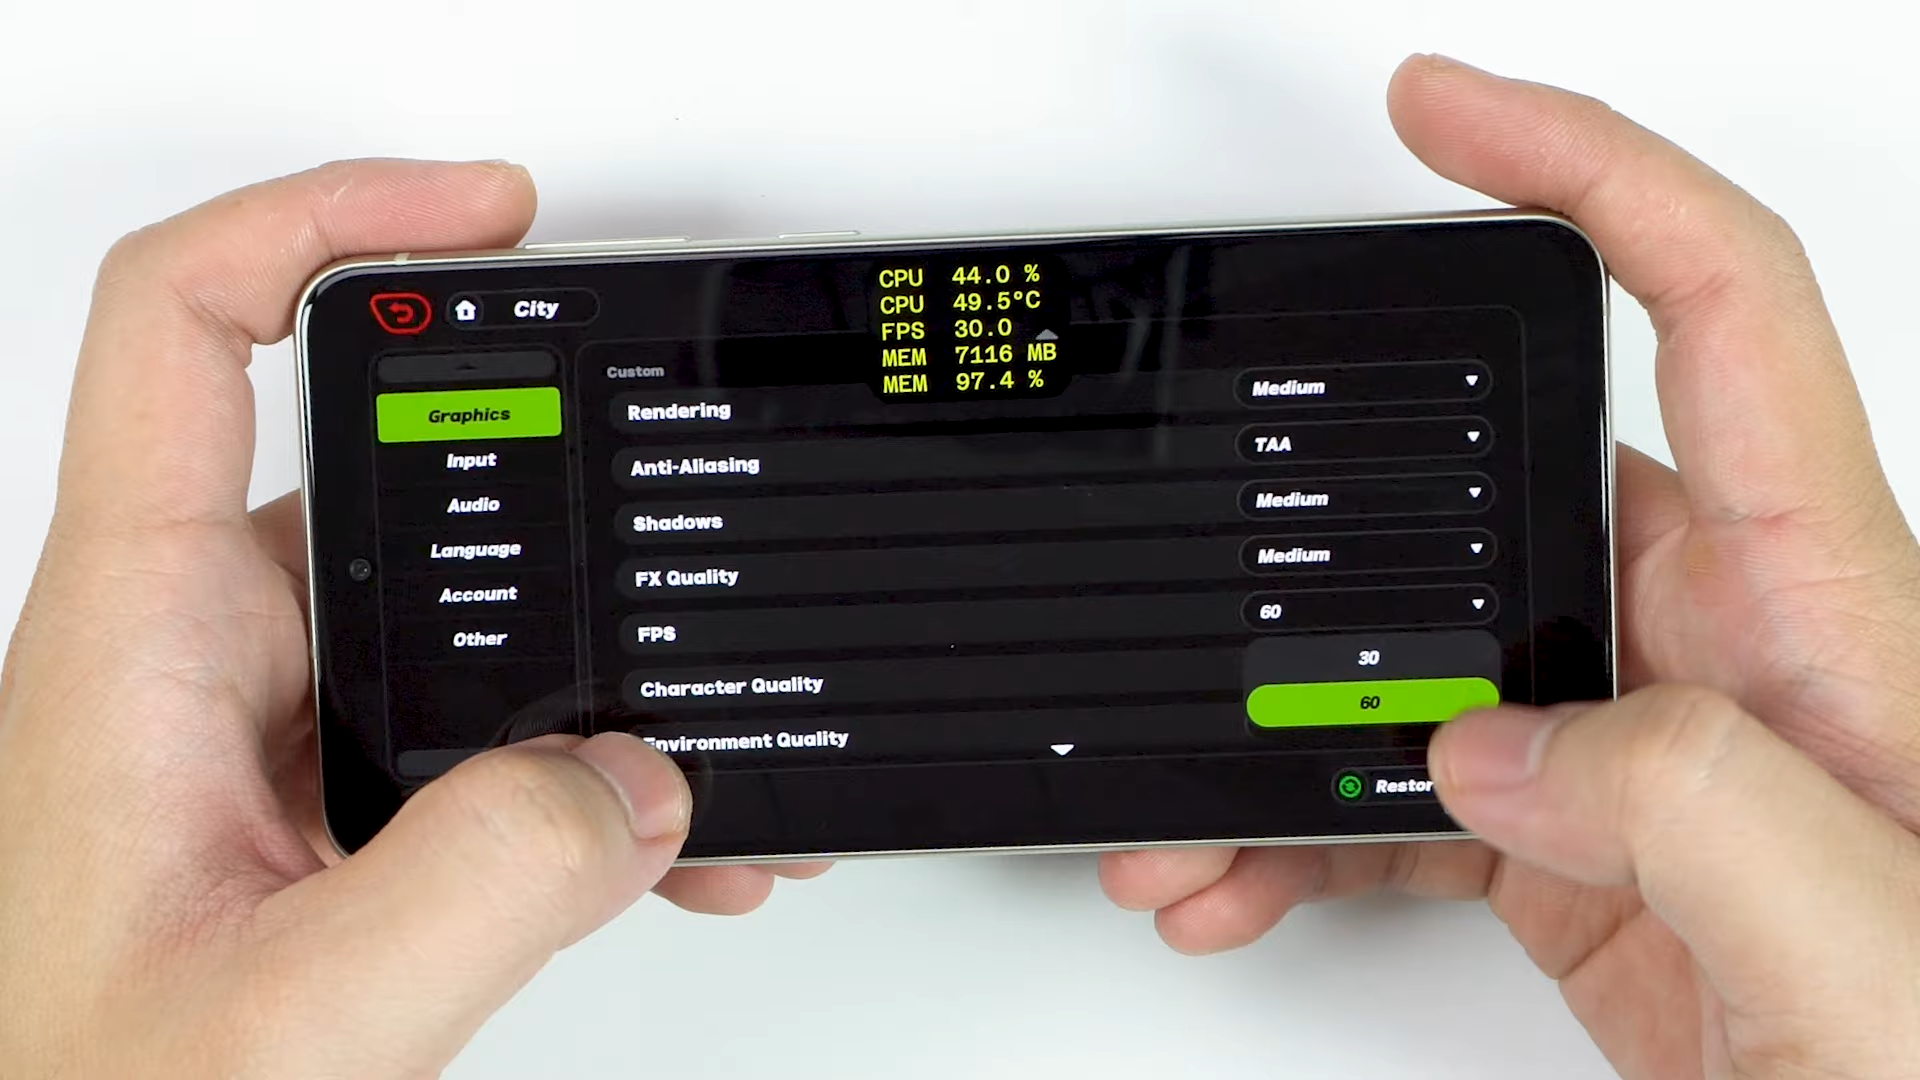 City
CPU 44.0 %
CPU 49.5°C
FPS 30.0
MEM 7116 MB
MEM 97.4 %
Graphics
Input
Audio
Language
Account
Other
Custom
Rendering Medium
Anti-Aliasing TAA
Shadows Medium
FX Quality Medium
FPS 60
30
60
Character Quality
Environment Quality